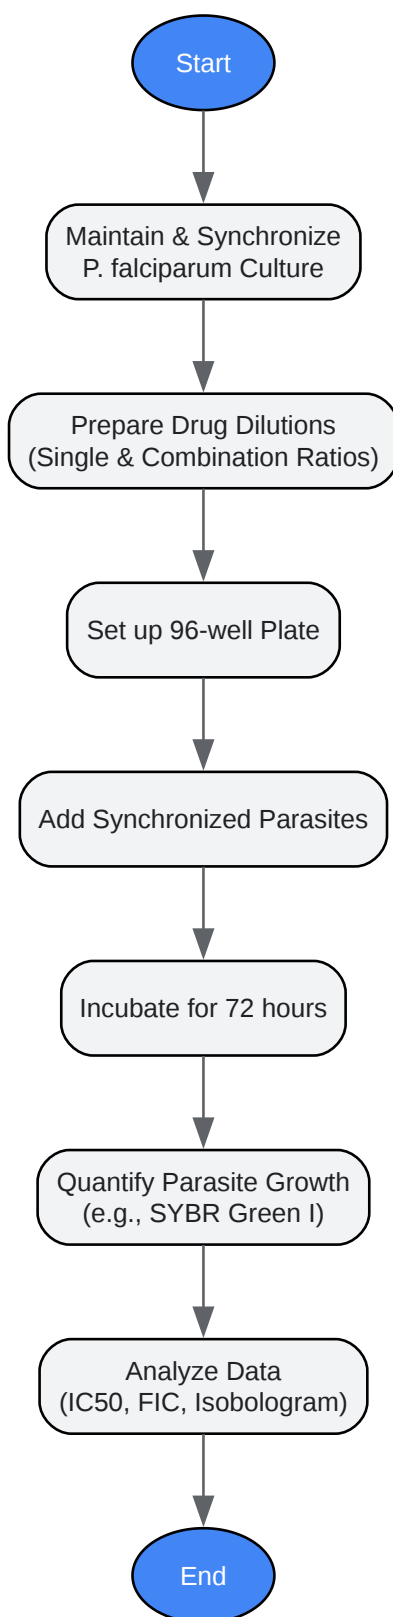 Start
Maintain & Synchronize
P. falciparum Culture
Prepare Drug Dilutions
(Single & Combination Ratios)
Set up 96-well Plate
Add Synchronized Parasites
Incubate for 72 hours
Quantify Parasite Growth
(e.g., SYBR Green I)
Analyze Data
(IC50, FIC, Isobologram)
End